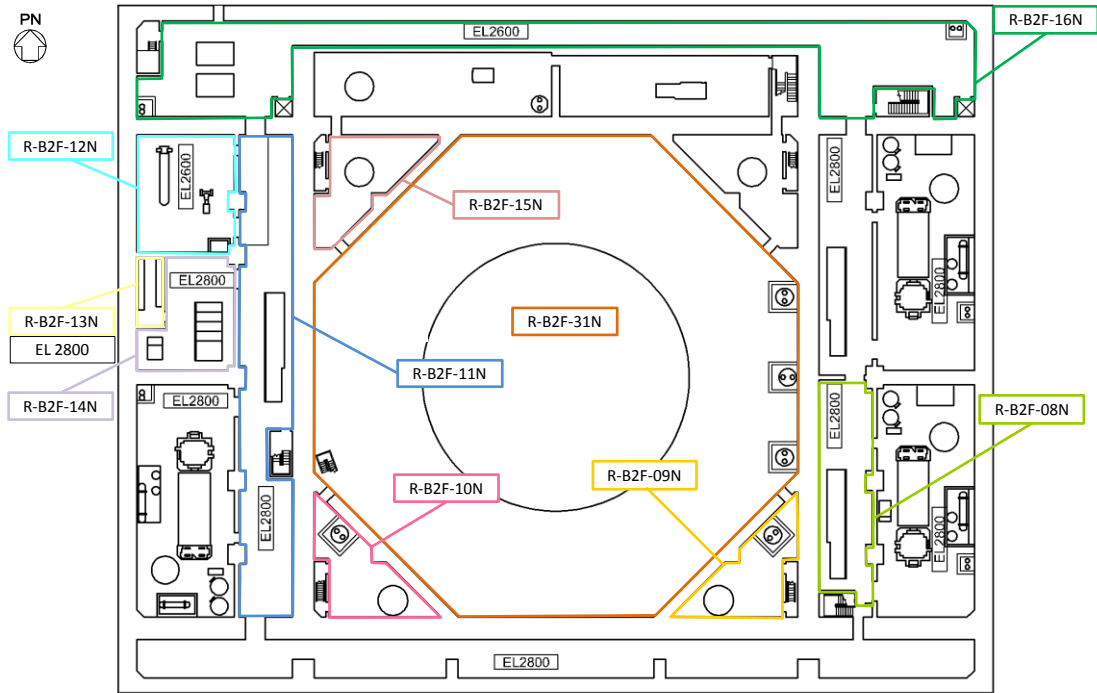 PN
R-B2F-16N
EL2600
R-B2F-12N
EL2600
EL2800
R-B2F-15N
EL2800
EL2800
R-B2F-13N
R-B2F-31N
EL 2800
R-B2F-11N
R-B2F-14N
EL2800
EL2800
R-B2F-08N
R-B2F-10N
R-B2F-09N
EL2800
EL2800
EL2800